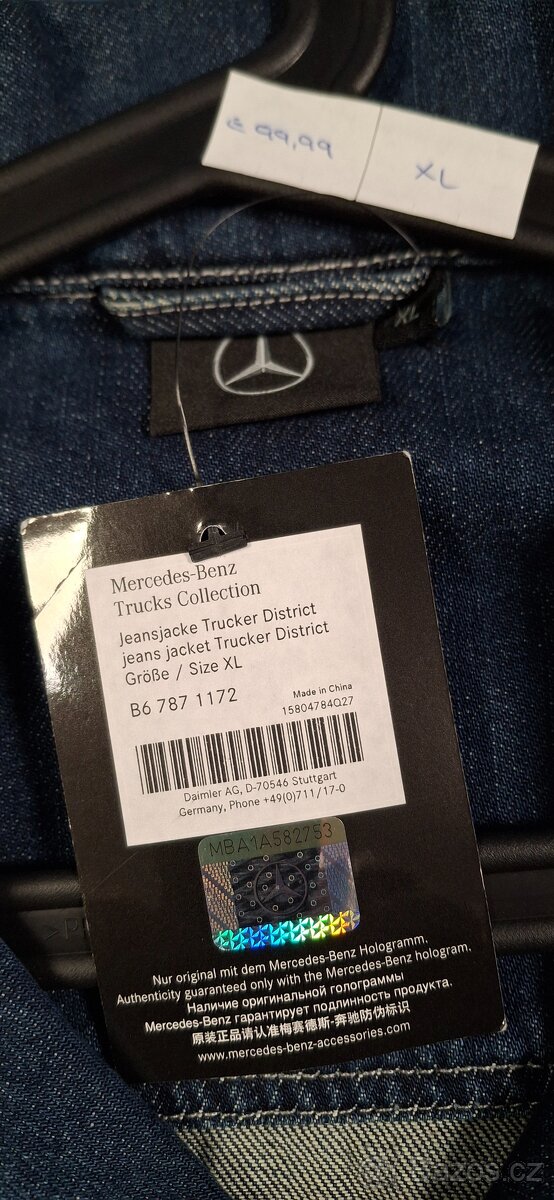 € 99,99
XL
XL
Mercedes-Benz
Trucks Collection
Jeansjacke Trucker District
jeans jacket Trucker District
Größe / Size XL
B6 787 1172
Made in China
15804784Q27
Daimler AG, D-70546 Stuttgart
Germany, Phone +49(0)711/17-0
MBA1A582753
Nur original mit dem Mercedes-Benz Hologramm.
Authenticity guaranteed only with the Mercedes-Benz hologram.
Наличие оригинальной голограммы
Mercedes-Benz гарантирует подлинность продукта.
原装正品请认准梅赛德斯-奔驰防伪标识
www.mercedes-benz-accessories.com